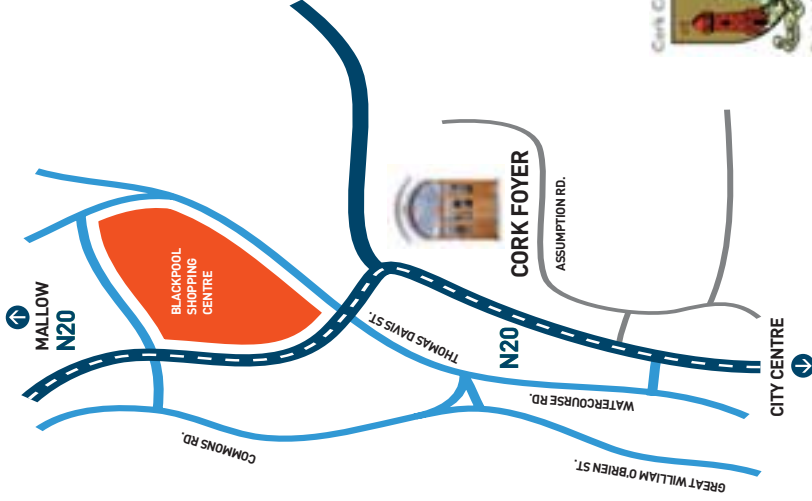 Cork C
MALLOW
N20
BLACKPOOL
SHOPPING
CENTRE
CORK FOYER
ASSUMPTION RD.
THOMAS DAVIS ST.
N20
COMMONS RD.
WATERCOURSE RD.
GREAT WILLIAM O'BRIEN ST.
CITY CENTRE